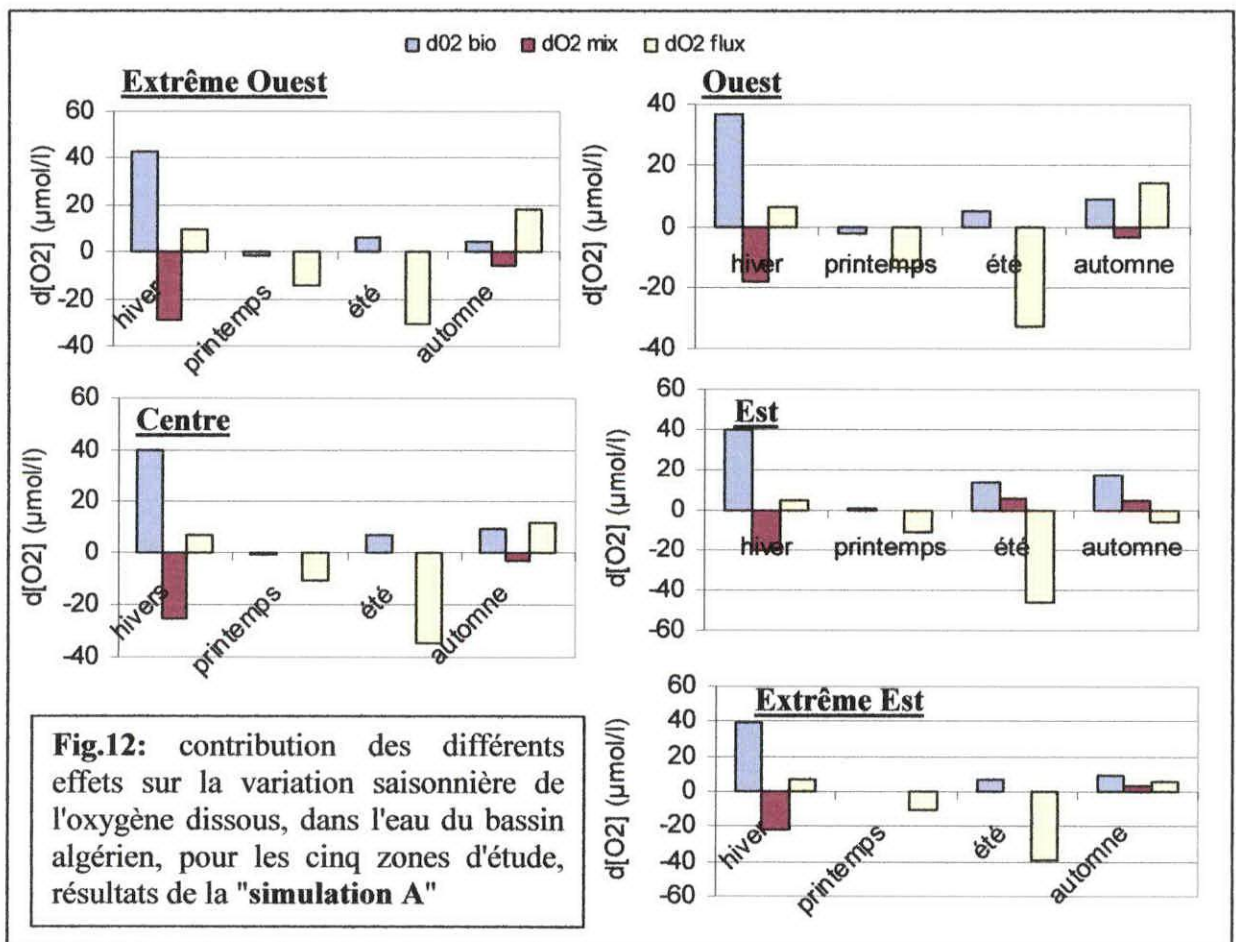 d02 bio dO2 mix dO2 flux
Extrême Ouest
d[O2] (µmol/l)
60
40
20
0
-20
-40
hiver
printemps
été
automne
Ouest
d[O2] (µmol/l)
40
20
0
-20
-40
hiver
printemps
été
automne
Centre
d[O2] (µmol/l)
60
40
20
0
-20
-40
hivers
printemps
été
automne
Est
d[O2] (µmol/l)
60
40
20
0
-20
-40
-60
hiver
printemps
été
automne
Extrême Est
d[O2] (µmol/l)
60
40
20
0
-20
-40
-60
hiver
printemps
été
automne
Fig.12: contribution des différents
effets sur la variation saisonnière de
l'oxygène dissous, dans l'eau du bassin
algérien, pour les cinq zones d'étude,
résultats de la "simulation A"